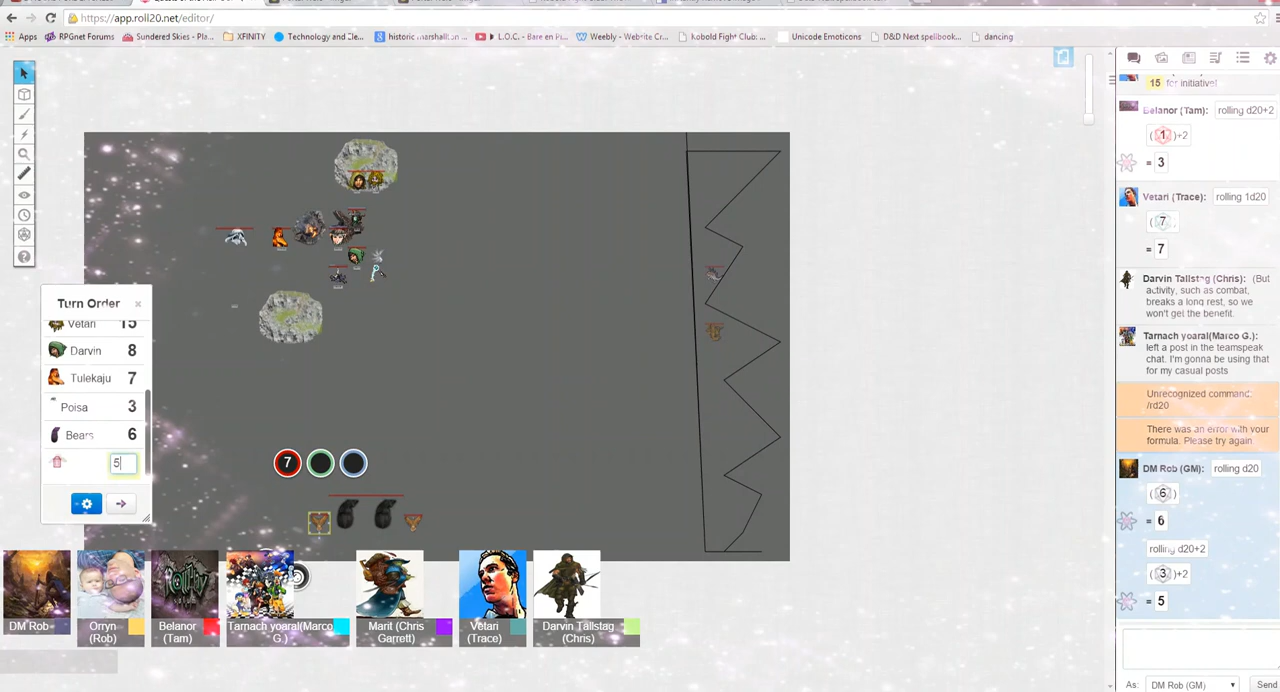 https://app.roll20.net/editor/
Apps
RPGnet Forums
Sundered Skies - Pla...
XFINITY
Technology and Cle...
historic marshallton ...
L.O.C. - Bare en Pi...
Weebly - Website Cr...
Kobold Fight Club: ...
Unicode Emoticons
D&D Next spellbook...
dancing
15 for initiative!
Belanor (Tam):
rolling d20+2
(1)+2
= 3
Vetari (Trace):
rolling 1d20
(7)
= 7
Darvin Tallstag (Chris): (But
activity, such as combat,
breaks a long rest, so we
won't get the benefit.
Tarnach yoaral(Marco G.):
left a post in the teamspeak
chat. I'm gonna be using that
for my casual posts
Unrecognized command:
/rd20
There was an error with your
formula. Please try again.
DM Rob (GM):
rolling d20
(6)
= 6
rolling d20+2
(3)+2
= 5
As:
DM Rob (GM)
Send
Turn Order
×
Vetari 15
Darvin 8
Tulekaju 7
Poisa 3
Bears 6
5
7
DM Rob
Orryn
(Rob)
Belanor
(Tam)
Tarnach yoaral(Marco
G.)
Marit (Chris
Garrett)
Vetari
(Trace)
Darvin Tallstag
(Chris)